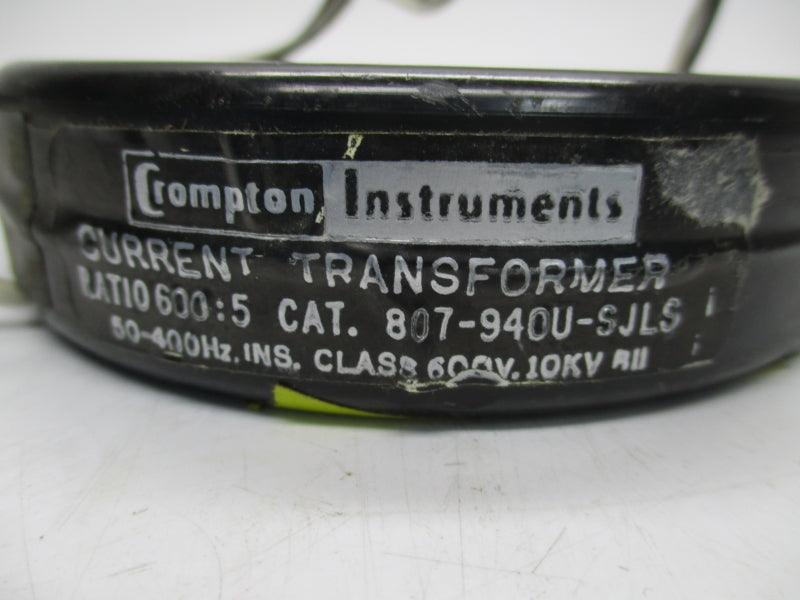 Crompton Instruments
CURRENT TRANSFORMER
RATIO 600:5 CAT. 807-940U-SJLS
50-400Hz. INS. CLASS 600V. 10KV BIL